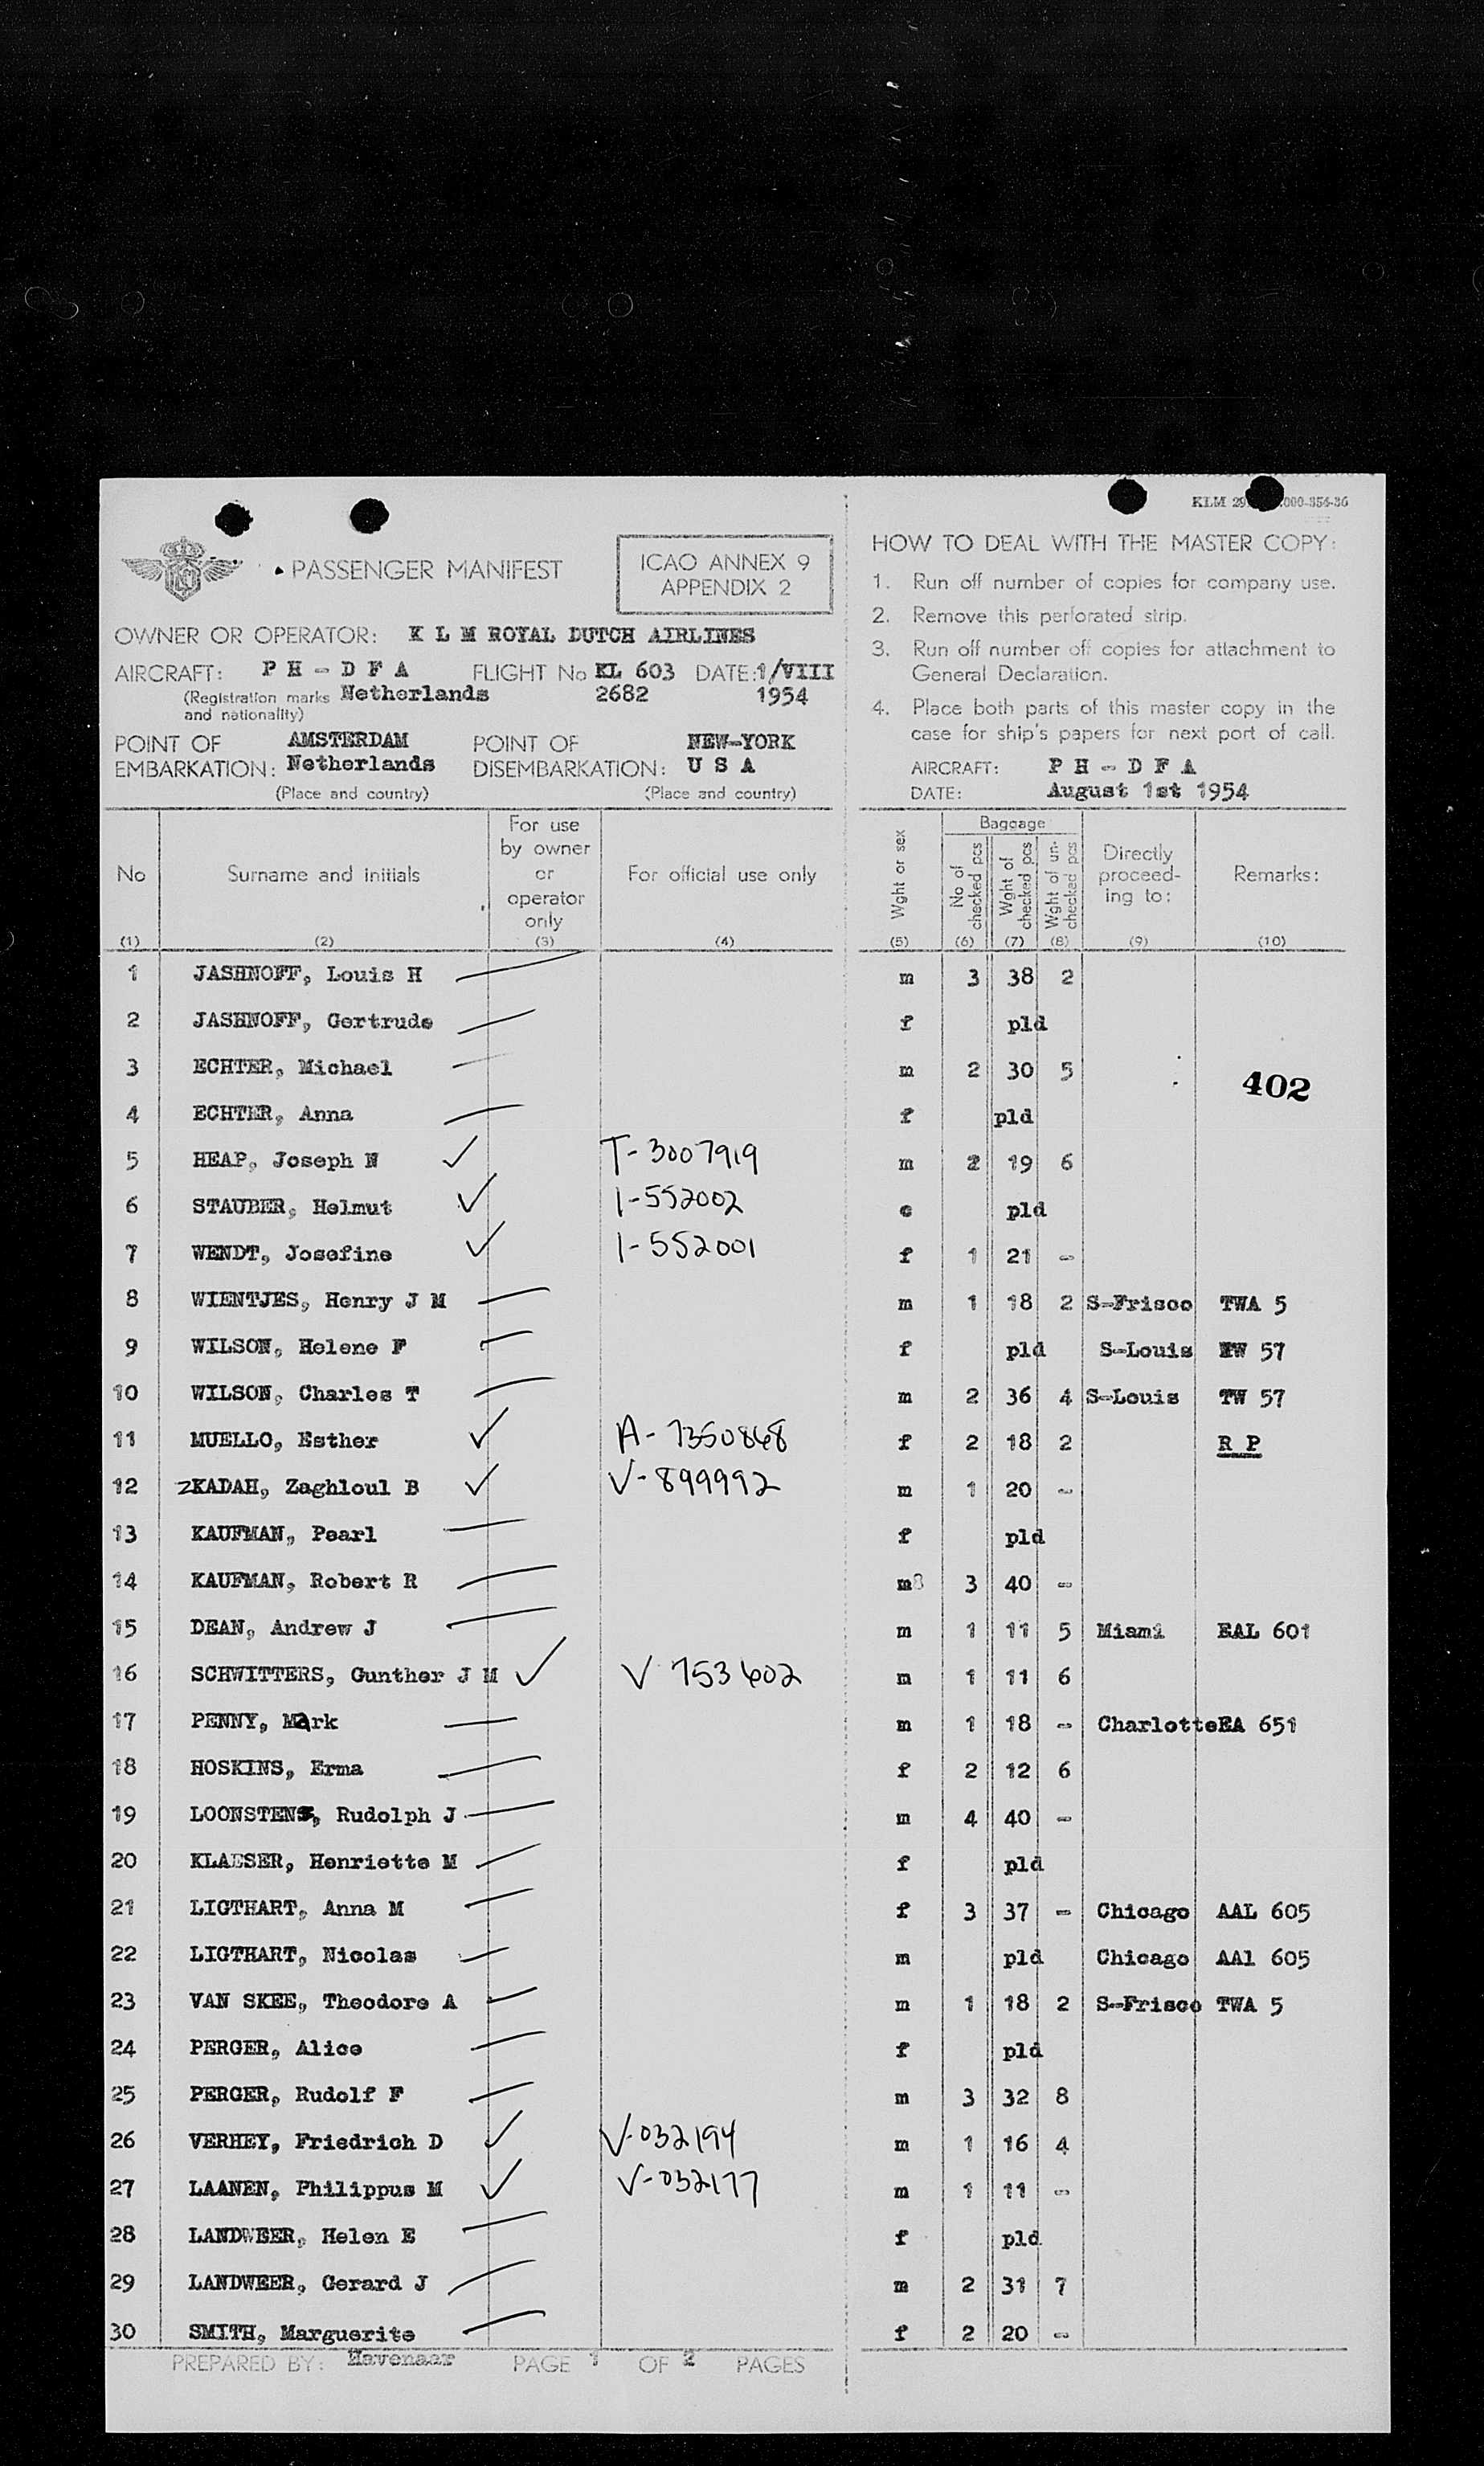 KLM 29 .000-354-36
PASSENGER MANIFEST
ICAO ANNEX 9
APPENDIX 2
OWNER OR OPERATOR: K L M ROYAL DUTCH AIRLINES
AIRCRAFT: P H - D F A FLIGHT No KL 603 DATE: 1/VIII
(Registration marks and nationality) Netherlands 2682 1954
POINT OF EMBARKATION: AMSTERDAM Netherlands POINT OF DISEMBARKATION: NEW-YORK U S A
(Place and country) (Place and country)
HOW TO DEAL WITH THE MASTER COPY:
1. Run off number of copies for company use.
2. Remove this perforated strip.
3. Run off number of copies for attachment to
General Declaration.
4. Place both parts of this master copy in the
case for ship's papers for next port of call.
AIRCRAFT: P H - D F A
DATE: August 1st 1954
No Surname and initials For use by owner or operator only For official use only Wght or sex Baggage No of checked pcs Wght of checked pcs Wght of un-checked pcs Directly proceed-ing to: Remarks:
(1) (2) (3) (4) (5) (6) (7) (8) (9) (10)
1 JASHNOFF, Louis H m 3 38 2
2 JASHNOFF, Gertrude f pld
3 ECHTER, Michael m 2 30 5
402
4 ECHTER, Anna f pld
5 HEAP, Joseph N ✓ T-3007919 m 2 19 6
6 STAUBER, Helmut ✓ I-552002 c pld
7 WENDT, Josefine ✓ I-552001 f 1 21 -
8 WIENTJES, Henry J M m 1 18 2 S-Frisco TWA 5
9 WILSON, Helene F f pld S-Louis TW 57
10 WILSON, Charles T m 2 36 4 S-Louis TW 57
11 MUELLO, Esther ✓ A-7350868 f 2 18 2 R P
12 ZKADAH, Zaghloul B ✓ V-899992 m 1 20 -
13 KAUFMAN, Pearl f pld
14 KAUFMAN, Robert R m8 3 40 -
15 DEAN, Andrew J m 1 11 5 Miami EAL 601
16 SCHWITTERS, Gunther J M ✓ V 753602 m 1 11 6
17 PENNY, Mark m 1 18 - Charlotte EA 651
18 HOSKINS, Erma f 2 12 6
19 LOONSTENS, Rudolph J m 4 40 -
20 KLAESER, Henriette M f pld
21 LIGTHART, Anna M f 3 37 - Chicago AAL 605
22 LIGTHART, Nicolas m pld Chicago AAl 605
23 VAN SKEE, Theodore A m 1 18 2 S-Frisco TWA 5
24 PERGER, Alice f pld
25 PERGER, Rudolf F m 3 32 8
26 VERHEY, Friedrich D ✓ V-032194 m 1 16 4
27 LAANEN, Philippus M ✓ V-032177 m 1 11 -
28 LANDWEER, Helen E f pld
29 LANDWEER, Gerard J m 2 31 7
30 SMITH, Marguerite f 2 20 -
PREPARED BY: Havenaar PAGE 1 OF 2 PAGES